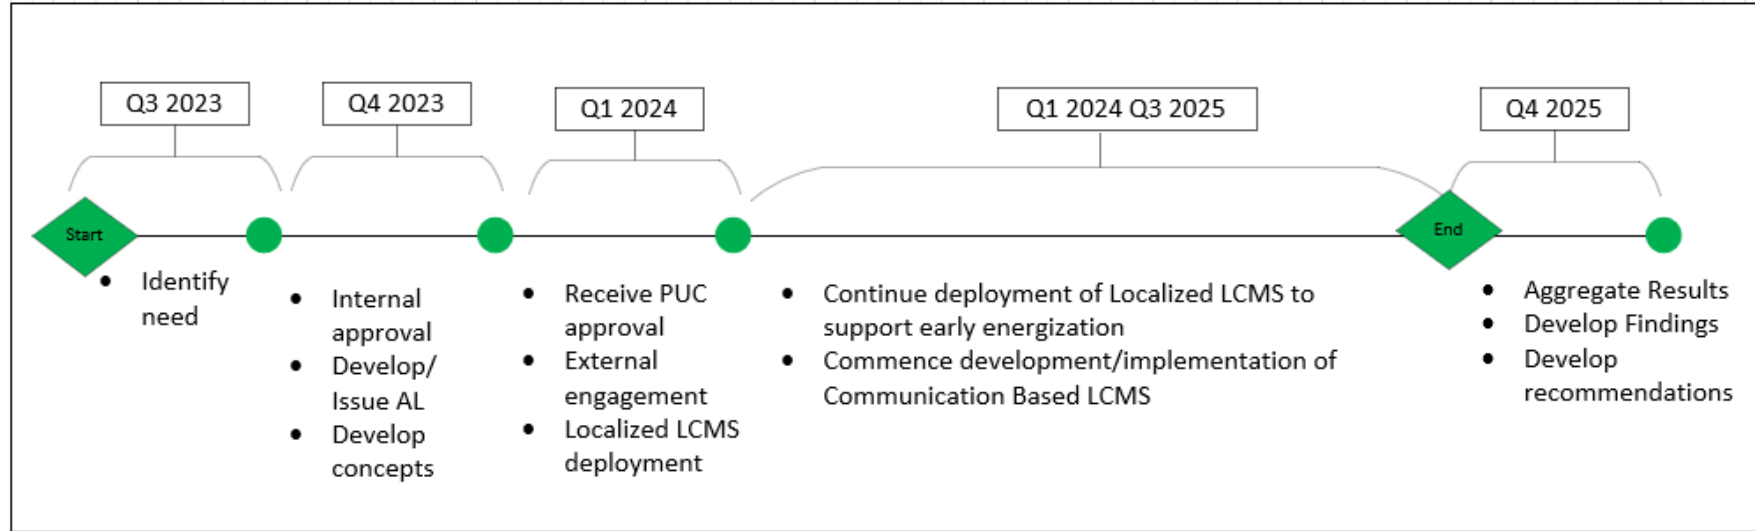 Q3 2023
Q4 2023
Q1 2024
Q1 2024 Q3 2025
Q4 2025
Start
End
• Identify
need
• Internal
approval
• Develop/
Issue AL
• Develop
concepts
• Receive PUC
approval
• External
engagement
• Localized LCMS
deployment
• Continue deployment of Localized LCMS to
support early energization
• Commence development/implementation of
Communication Based LCMS
• Aggregate Results
• Develop Findings
• Develop
recommendations